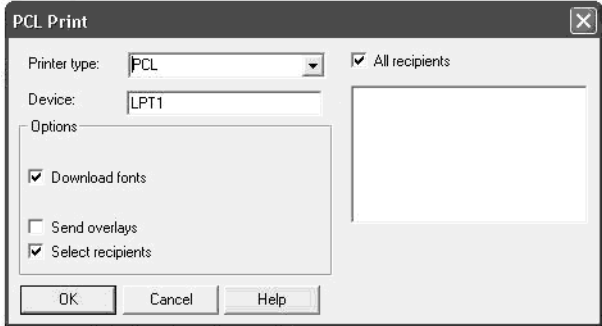 PCL Print
Printer type: PCL
All recipients
Device: LPT1
Options
Download fonts
Send overlays
Select recipients
OK Cancel Help